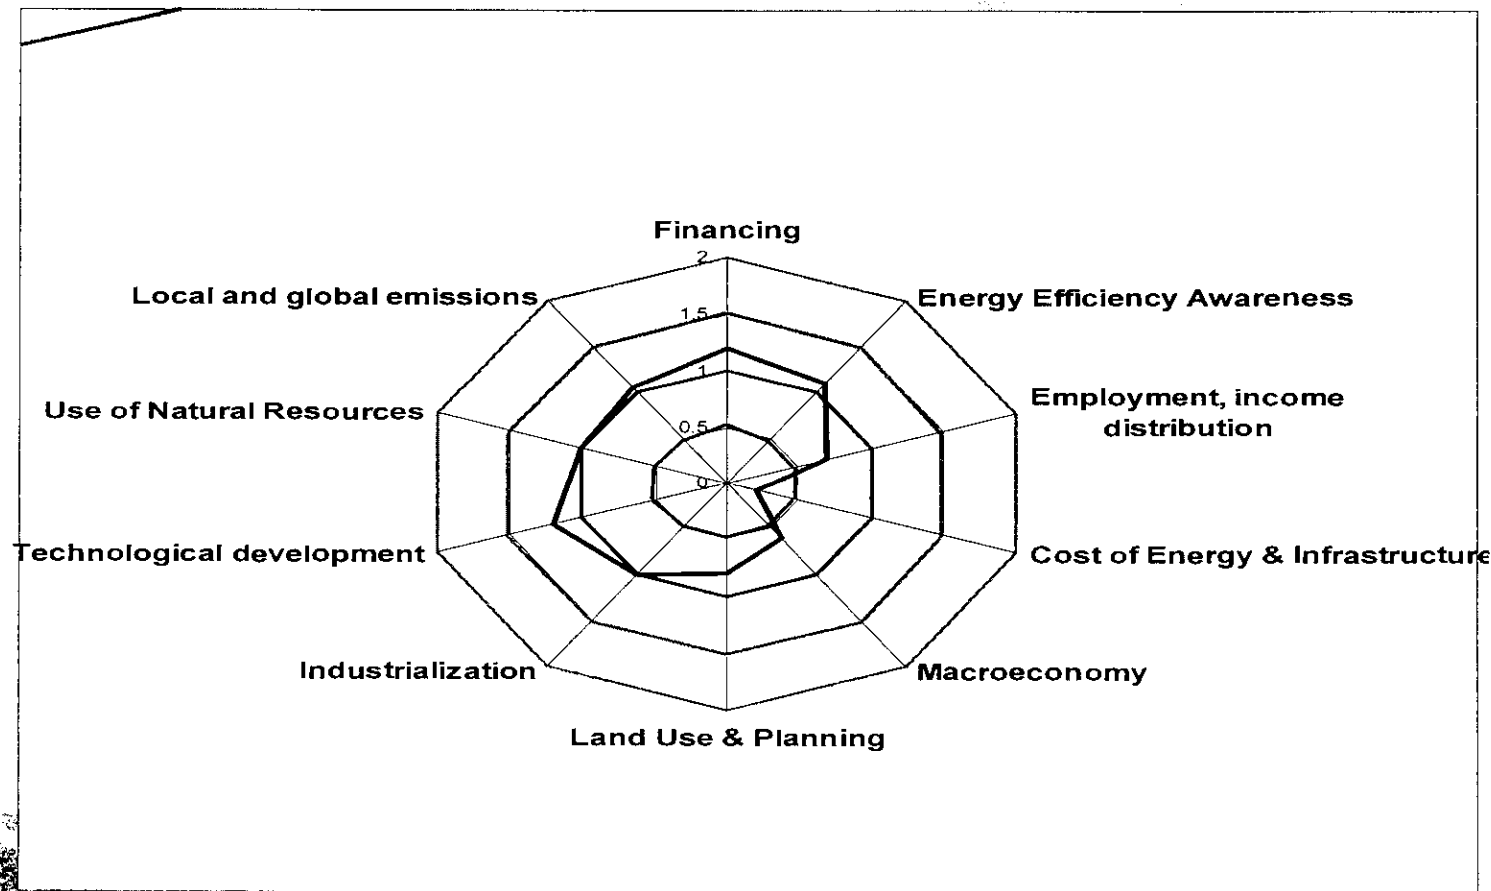 Financing
2
Local and global emissions
Energy Efficiency Awareness
1.5
1
Use of Natural Resources
Employment, income
distribution
0.5
0
Technological development
Cost of Energy & Infrastructure
Industrialization
Macroeconomy
Land Use & Planning